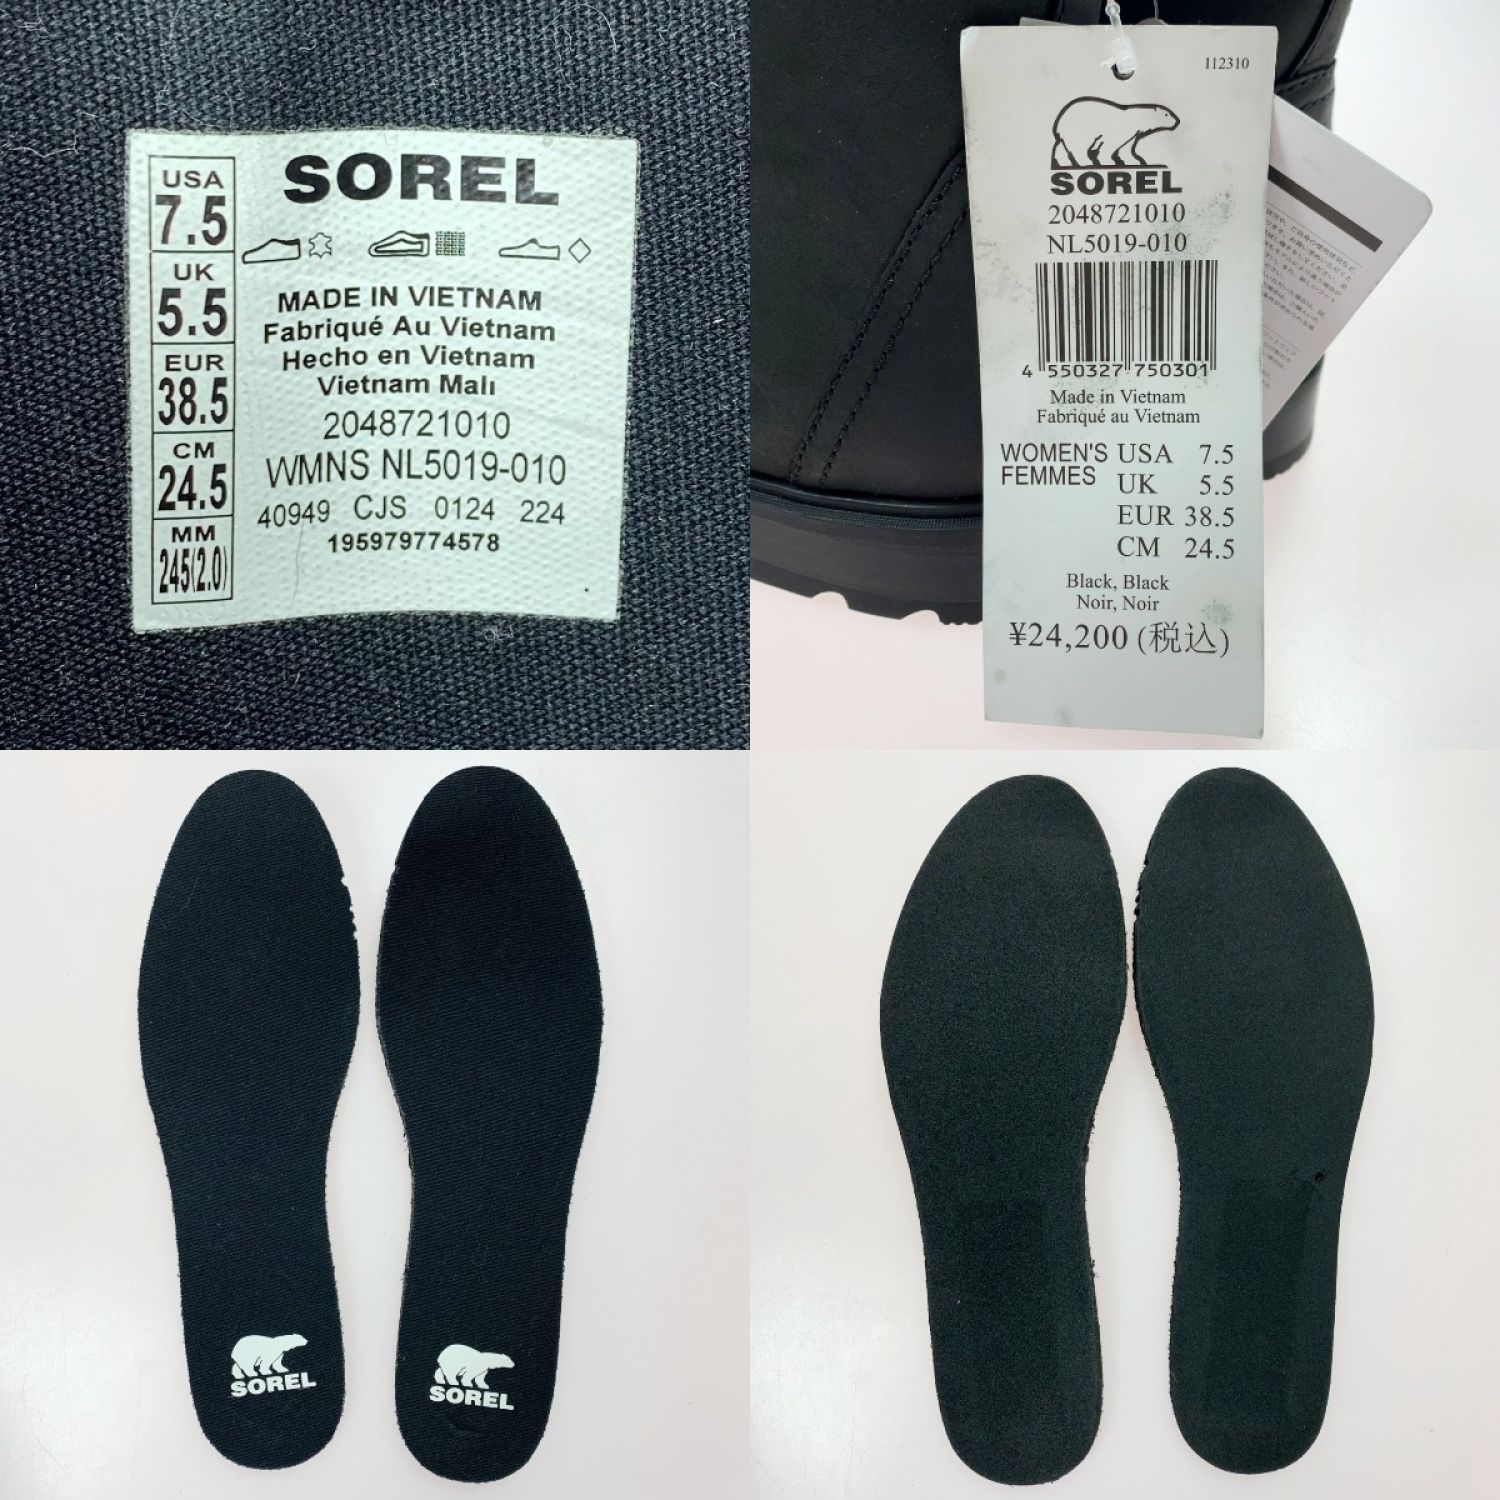 USA
7.5
UK
5.5
EUR
38.5
CM
24.5
MM
245(2.0)
SOREL
MADE IN VIETNAM
Fabriqué Au Vietnam
Hecho en Vietnam
Vietnam Malı
2048721010
WMNS NL5019-010
40949 CJS 0124 224
195979774578
112310
SOREL
2048721010
NL5019-010
4 550327 750301
Made in Vietnam
Fabriqué au Vietnam
WOMEN'S USA 7.5
FEMMES UK 5.5
EUR 38.5
CM 24.5
Black, Black
Noir, Noir
¥24,200 (税込)
SOREL
SOREL